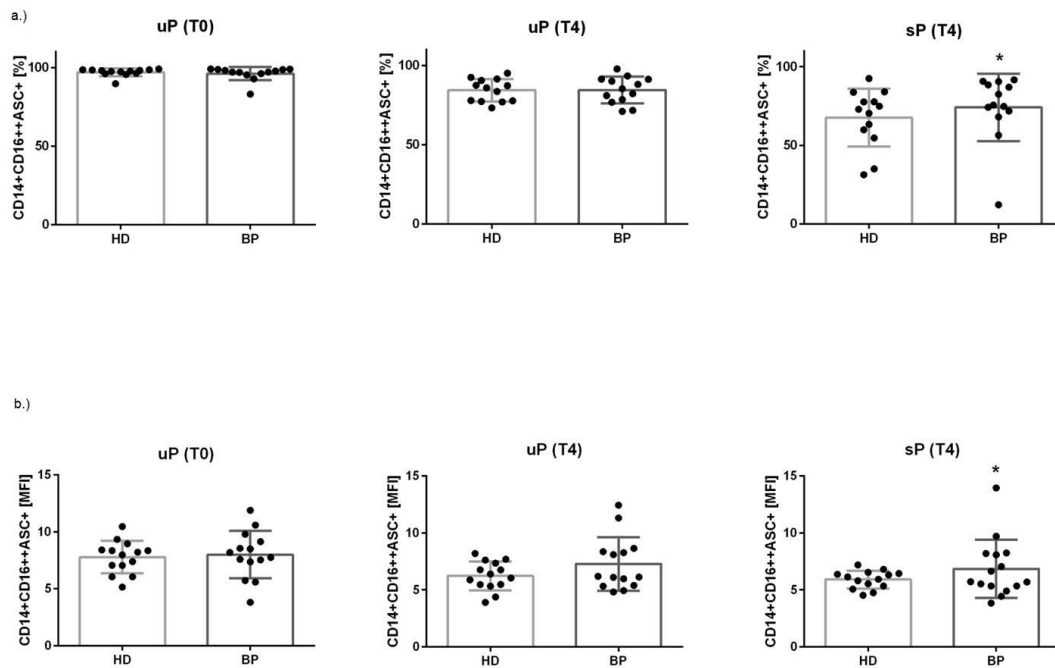 a.)
uP (T0)
uP (T4)
sP (T4)
CD14+CD16++ASC+ [%]
100
50
0
HD
BP
CD14+CD16++ASC+ [%]
100
50
0
HD
BP
CD14+CD16++ASC+ [%]
100
50
0
*
HD
BP
b.)
uP (T0)
uP (T4)
sP (T4)
CD14+CD16++ASC+ [MFI]
15
10
5
0
HD
BP
CD14+CD16++ASC+ [MFI]
15
10
5
0
HD
BP
CD14+CD16++ASC+ [MFI]
15
10
5
0
*
HD
BP